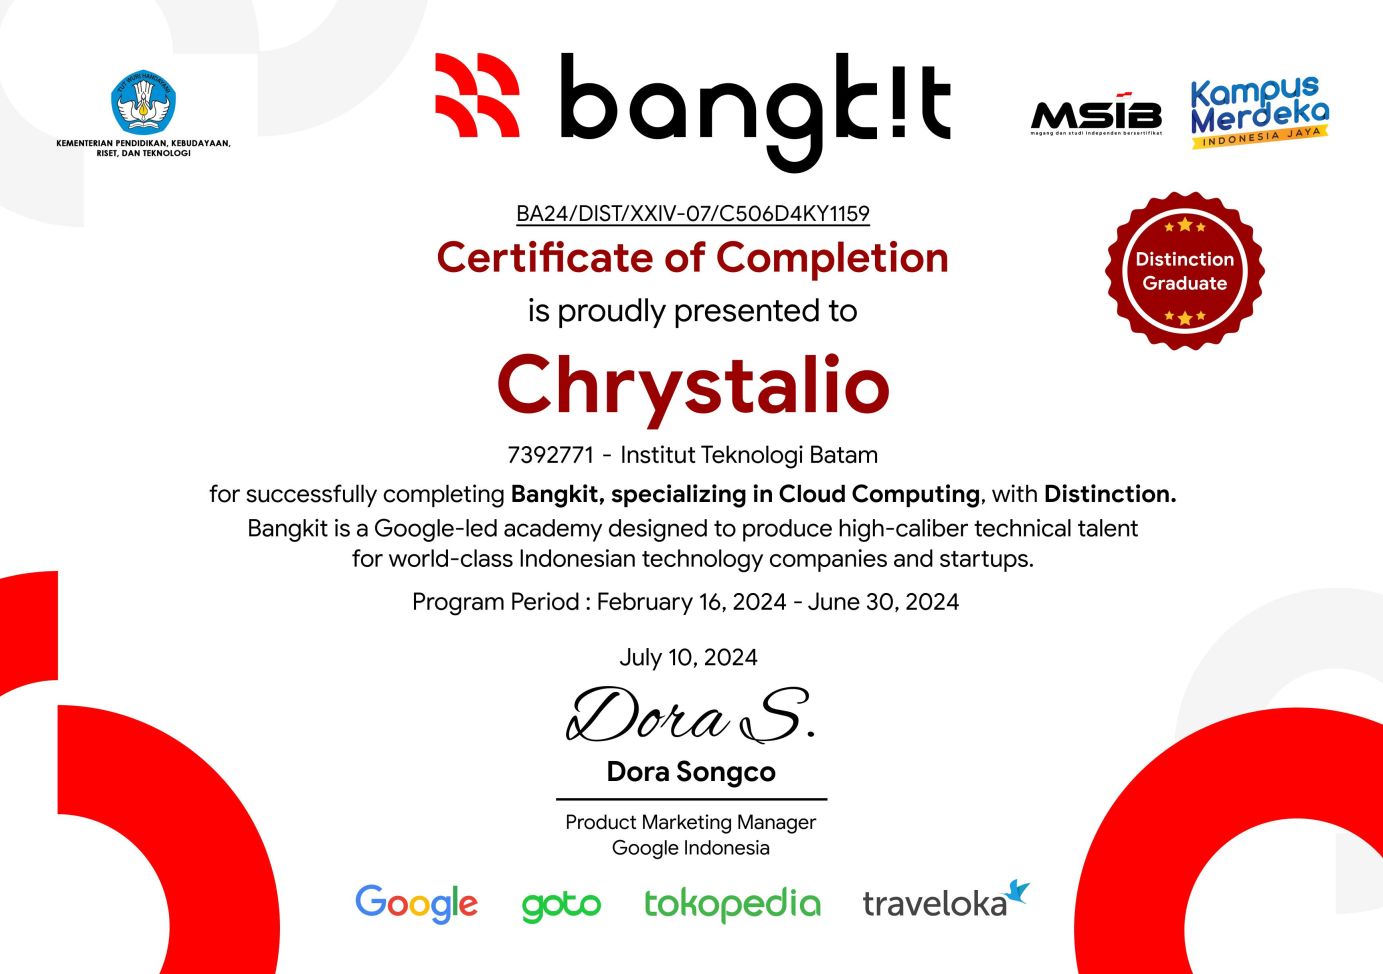 TUT WURI HANDAYANI
KEMENTERIAN PENDIDIKAN, KEBUDAYAAN,
RISET, DAN TEKNOLOGI
bangk!t
MSIB
magang dan studi independen bersertifikat
Kampus
Merdeka
INDONESIA JAYA
BA24/DIST/XXIV-07/C506D4KY1159
Certificate of Completion
is proudly presented to
Distinction
Graduate
Chrystalio
7392771 - Institut Teknologi Batam
for successfully completing Bangkit, specializing in Cloud Computing, with Distinction.
Bangkit is a Google-led academy designed to produce high-caliber technical talent
for world-class Indonesian technology companies and startups.
Program Period : February 16, 2024 - June 30, 2024
July 10, 2024
Dora S.
Dora Songco
Product Marketing Manager
Google Indonesia
Google goto tokopedia traveloka